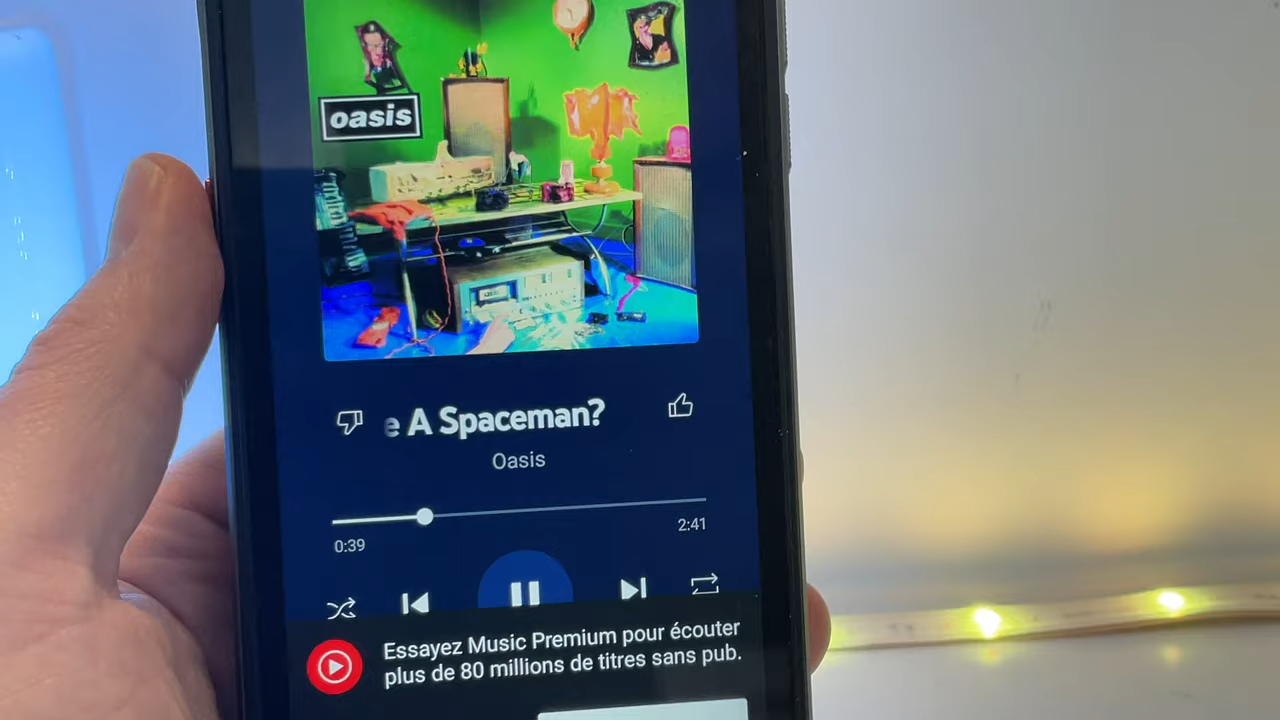 oasis
e A Spaceman?
Oasis
0:39
2:41
Essayez Music Premium pour écouter
plus de 80 millions de titres sans pub.